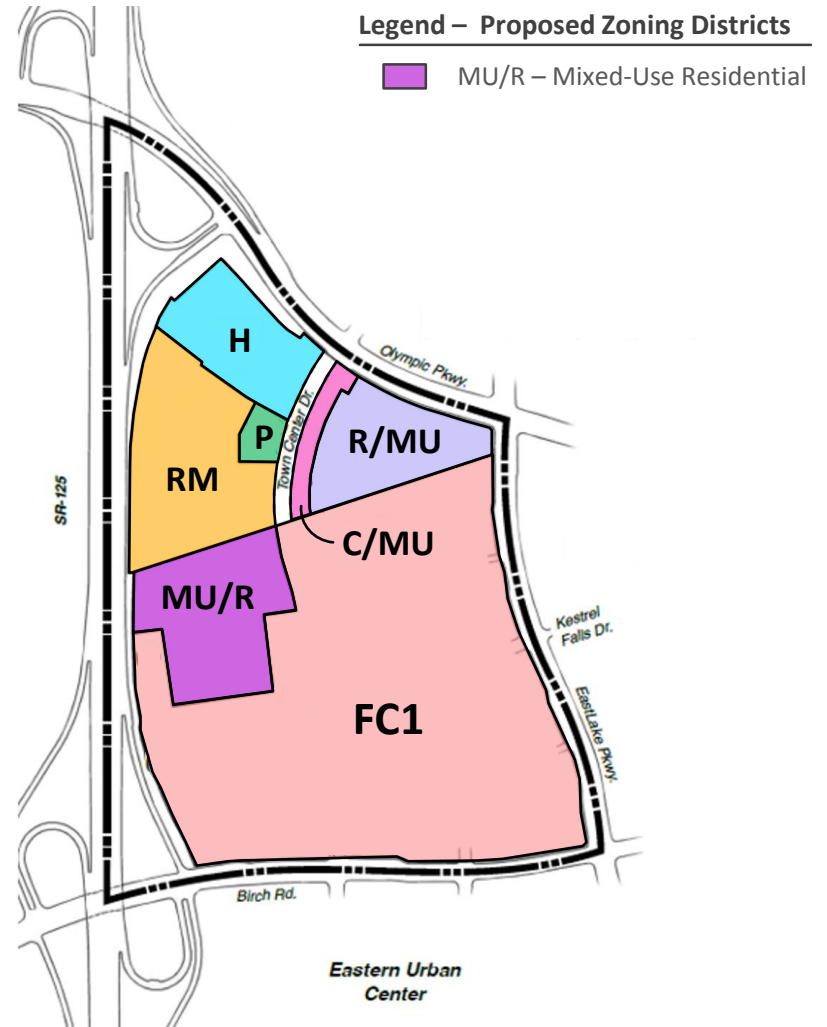 Legend – Proposed Zoning Districts
MU/R – Mixed-Use Residential
H
Olympic Pkwy.
Town Center Dr.
P
R/MU
RM
SR-125
C/MU
MU/R
Kestrel
Falls Dr.
FC1
EastLake Pkwy.
Birch Rd.
Eastern Urban
Center